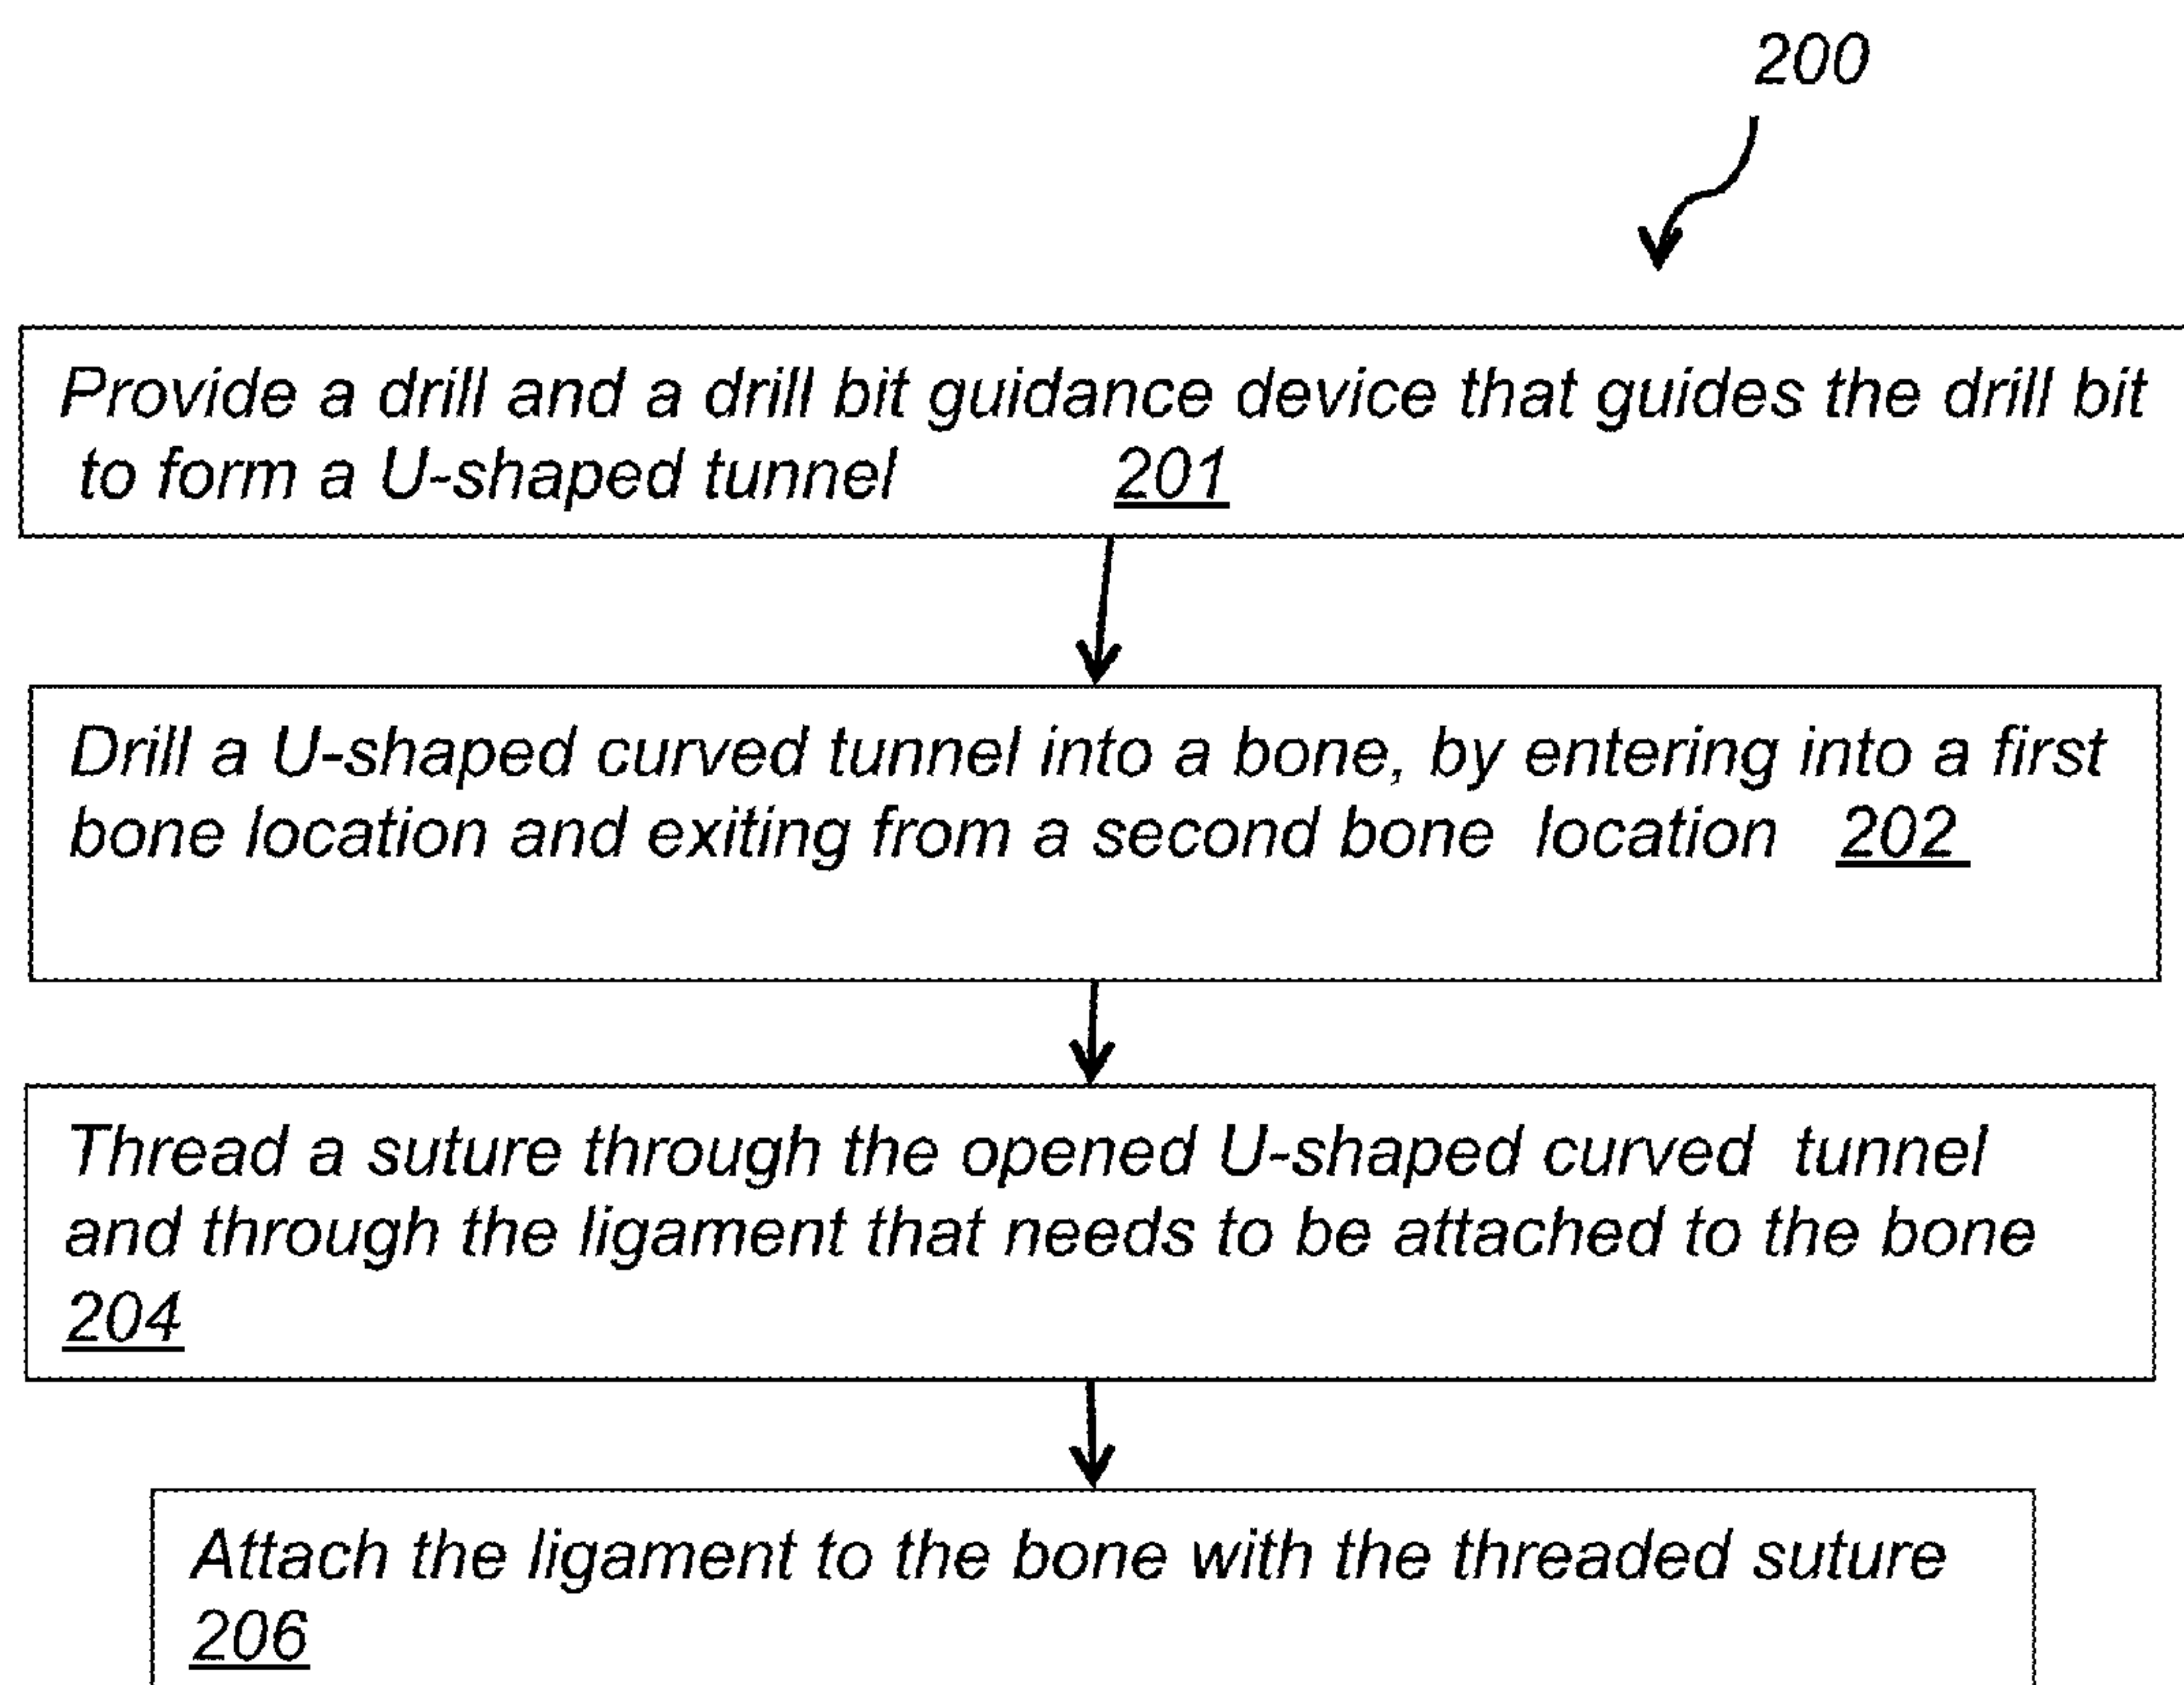 200
Provide a drill and a drill bit guidance device that guides the drill bit
to form a U-shaped tunnel 201
Drill a U-shaped curved tunnel into a bone, by entering into a first
bone location and exiting from a second bone location 202
Thread a suture through the opened U-shaped curved tunnel
and through the ligament that needs to be attached to the bone
204
Attach the ligament to the bone with the threaded suture
206